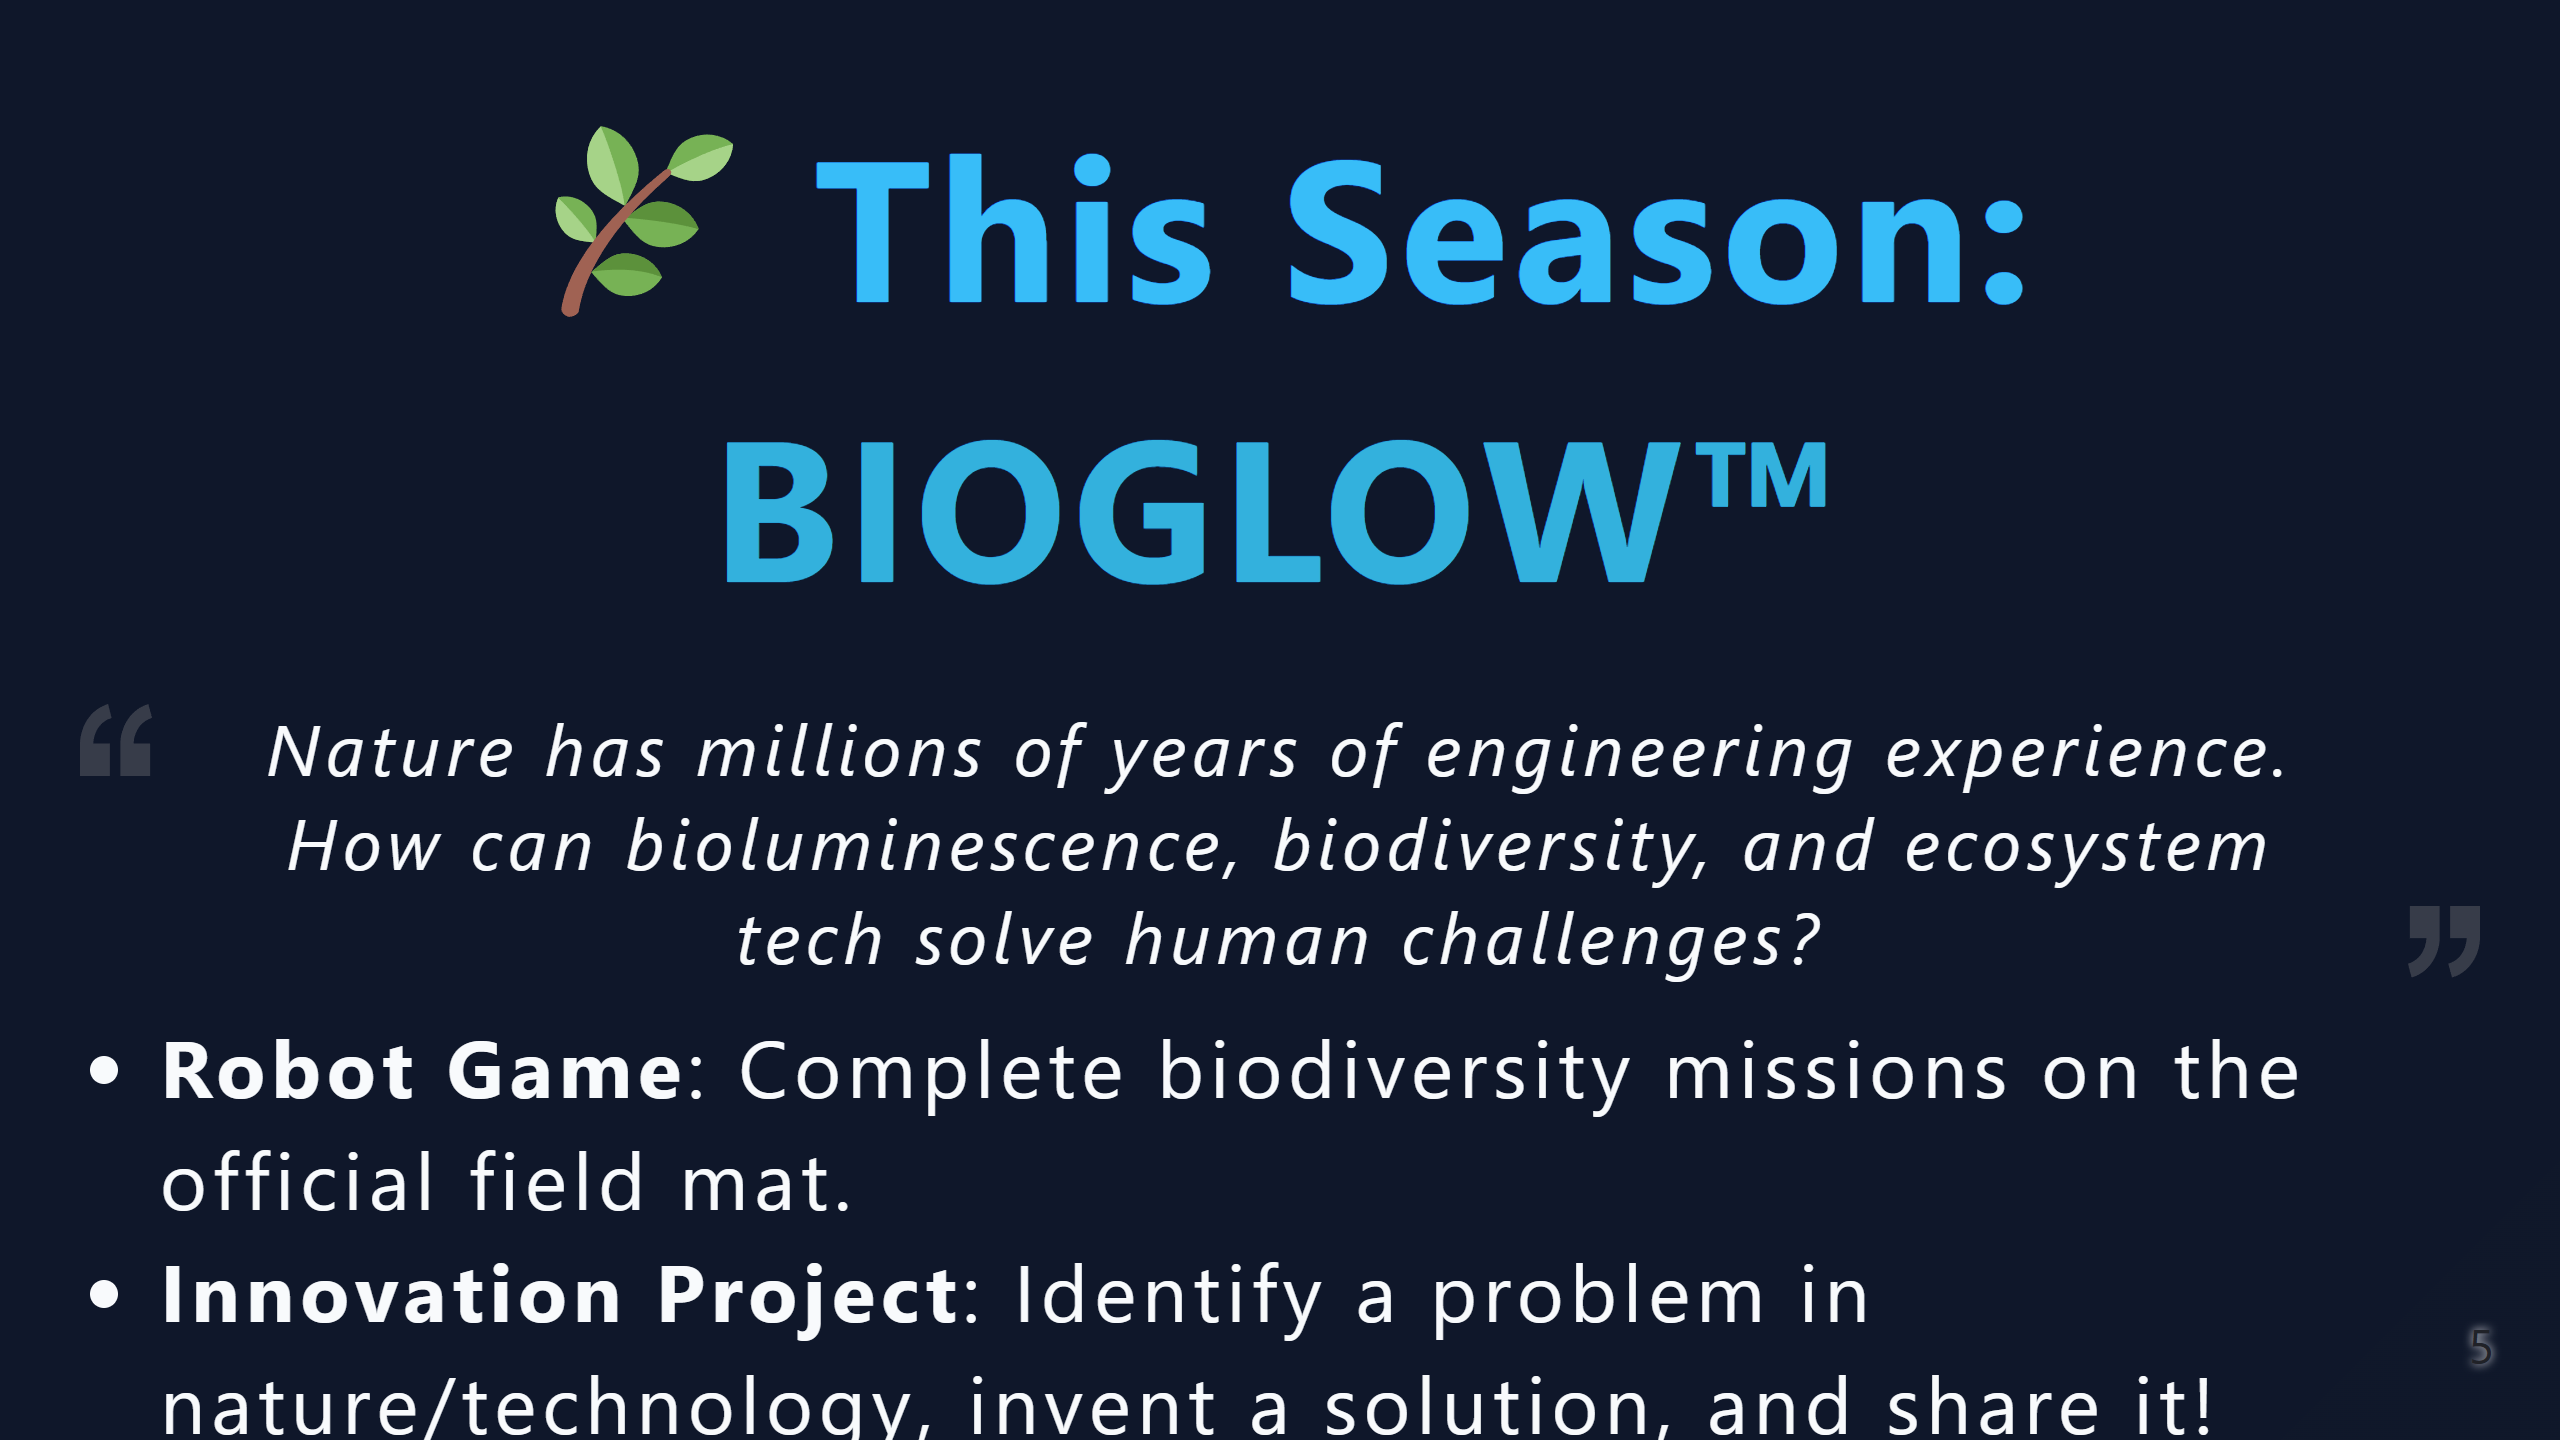 🌿 This Season:
BIOGLOW™
“Nature has millions of years of engineering experience.
How can bioluminescence, biodiversity, and ecosystem
tech solve human challenges?”
• Robot Game: Complete biodiversity missions on the
official field mat.
• Innovation Project: Identify a problem in
nature/technology, invent a solution, and share it!
5